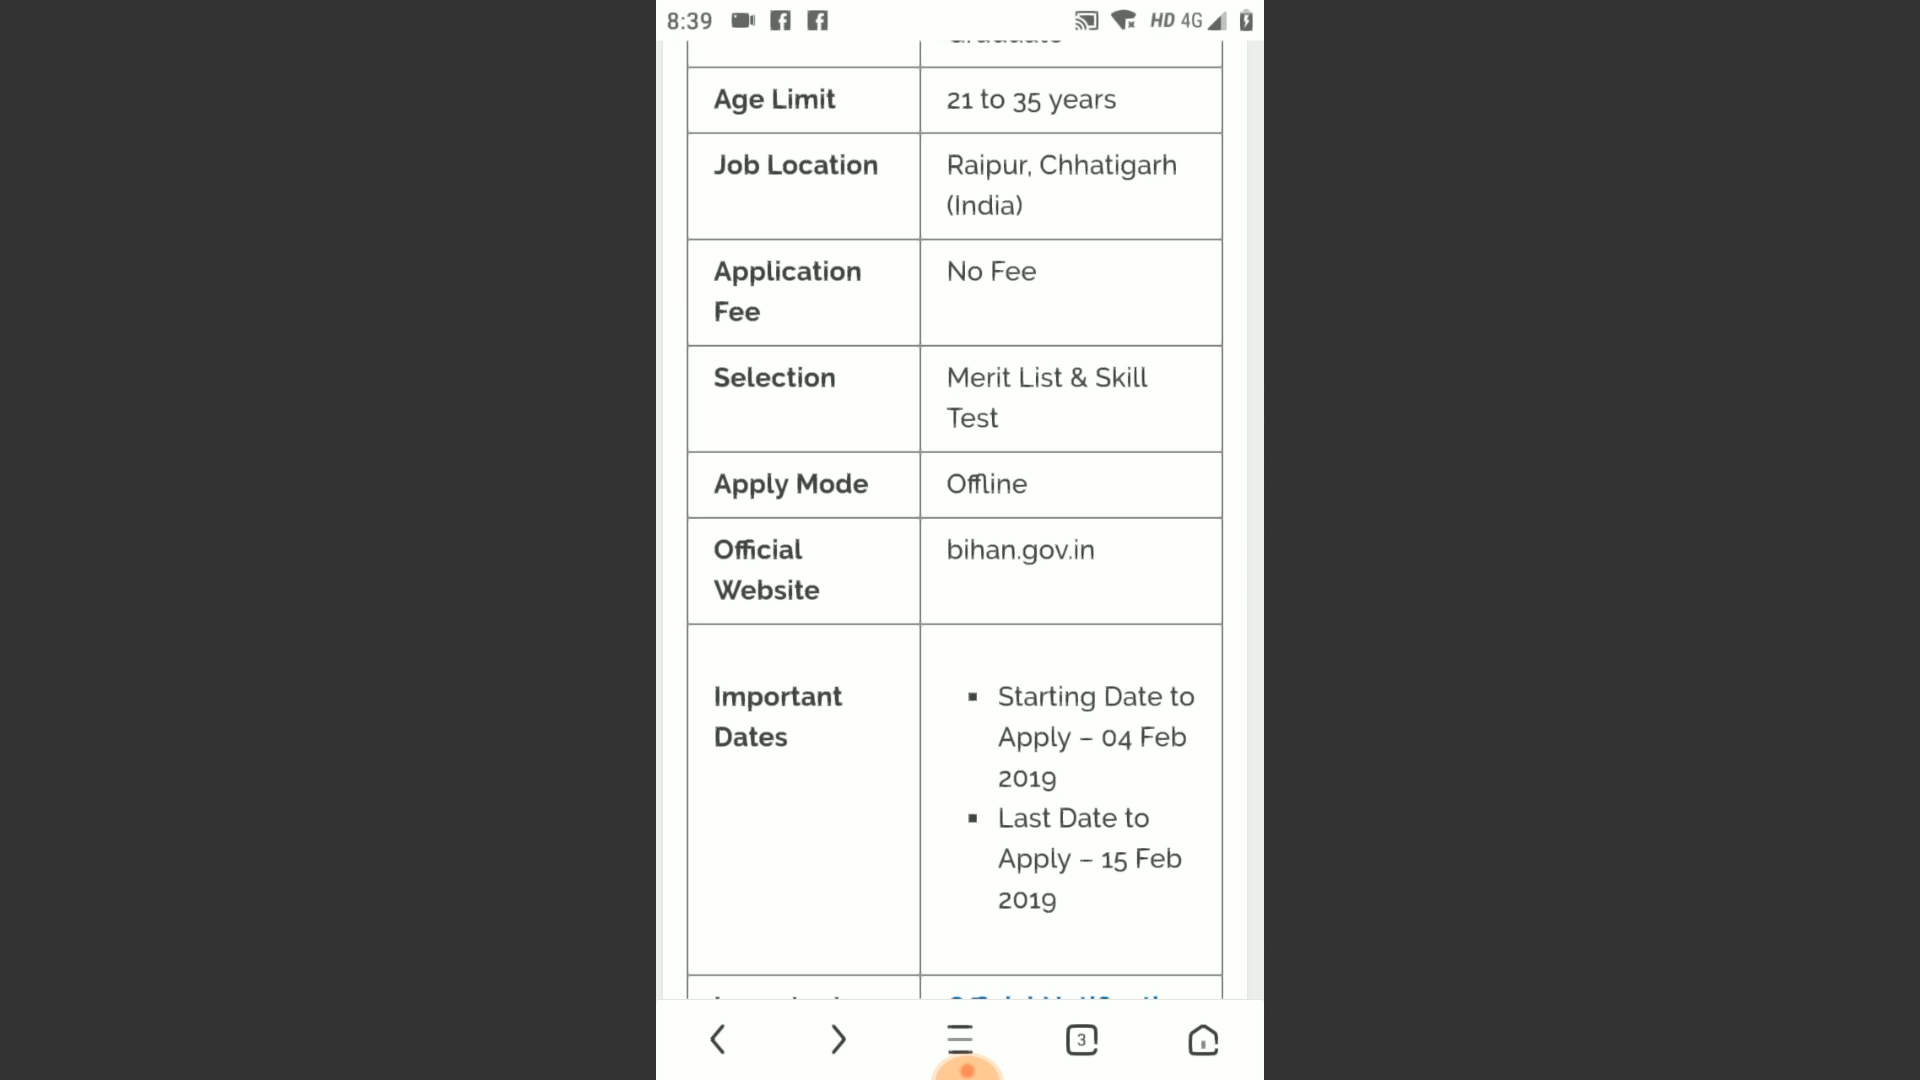 8:39 HD 4G
Age Limit 21 to 35 years
Job Location Raipur, Chhatigarh
(India)
Application No Fee
Fee
Selection Merit List & Skill
Test
Apply Mode Offline
Official bihan.gov.in
Website
Important ▪ Starting Date to
Dates Apply – 04 Feb
2019
▪ Last Date to
Apply – 15 Feb
2019
3